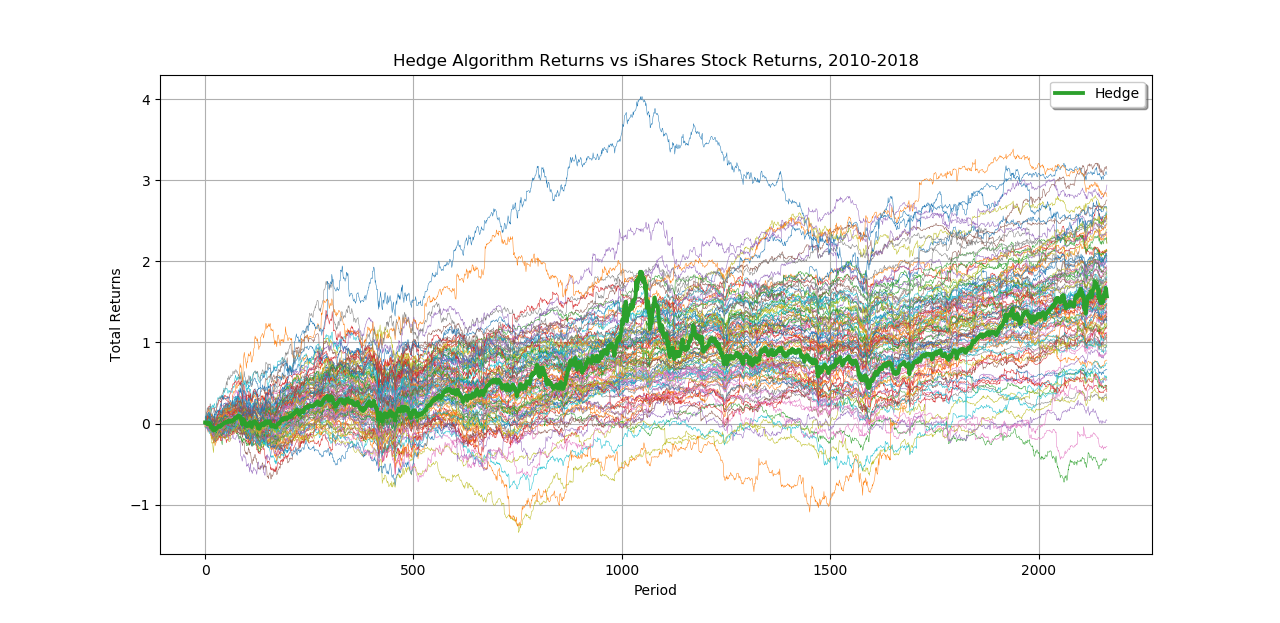 Hedge Algorithm Returns vs iShares Stock Returns, 2010-2018
Hedge
4
3
2
1
0
−1
Total Returns
0 500 1000 1500 2000
Period